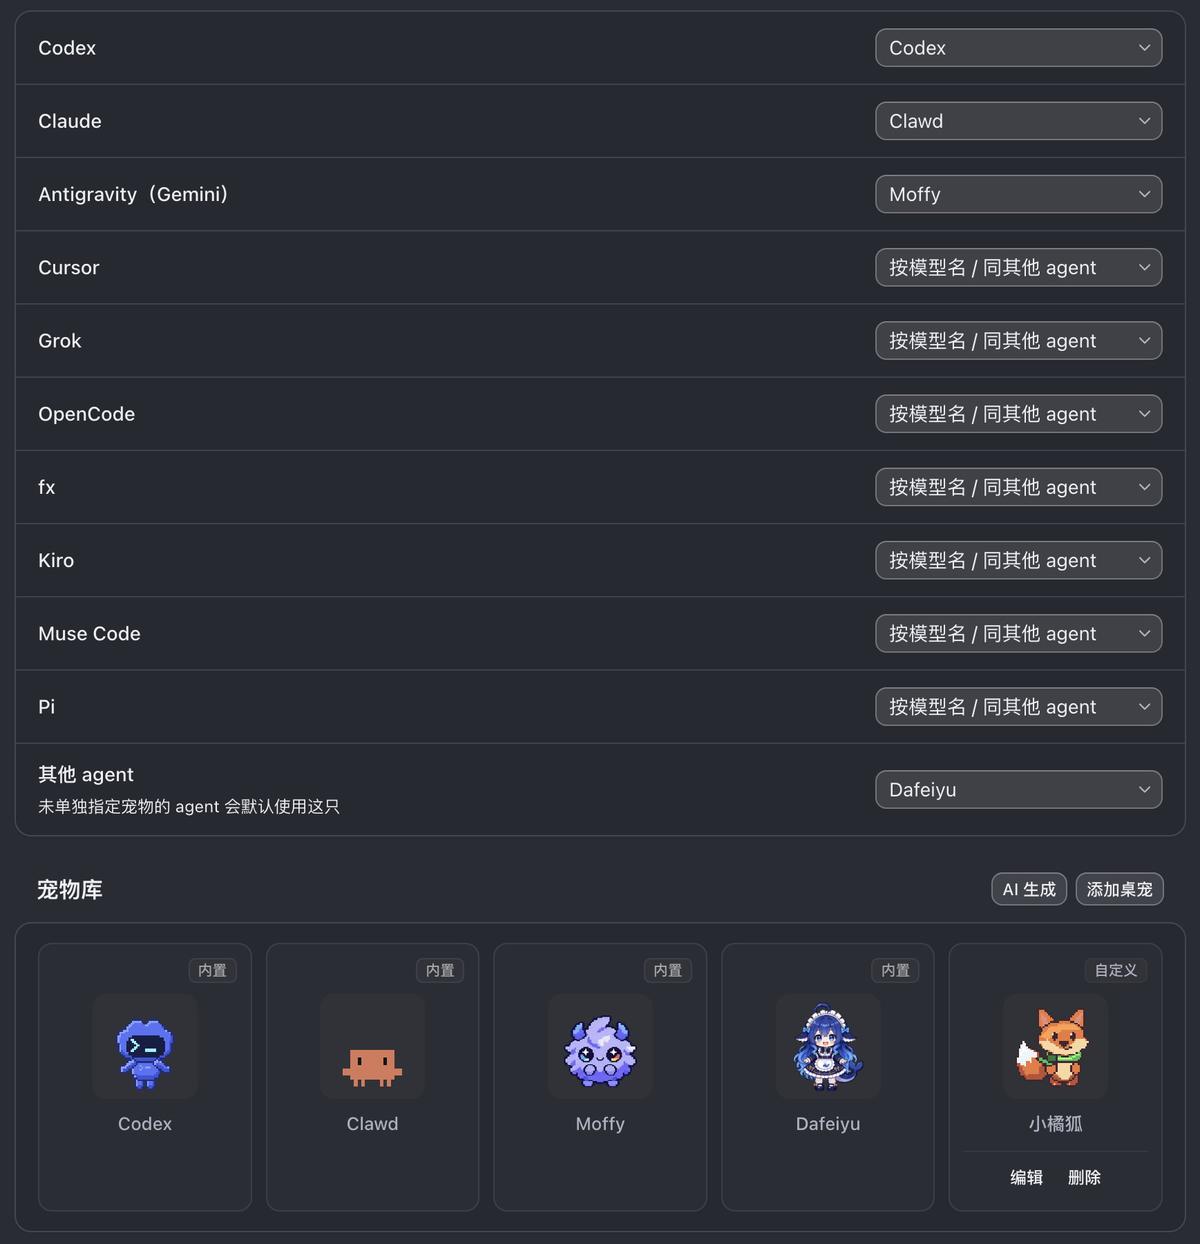 Codex
Codex
Claude
Clawd
Antigravity（Gemini）
Moffy
Cursor
按模型名 / 同其他 agent
Grok
按模型名 / 同其他 agent
OpenCode
按模型名 / 同其他 agent
fx
按模型名 / 同其他 agent
Kiro
按模型名 / 同其他 agent
Muse Code
按模型名 / 同其他 agent
Pi
按模型名 / 同其他 agent
其他 agent
未单独指定宠物的 agent 会默认使用这只
Dafeiyu
宠物库
AI 生成
添加桌宠
内置
Codex
内置
Clawd
内置
Moffy
内置
Dafeiyu
自定义
小橘狐
编辑
删除